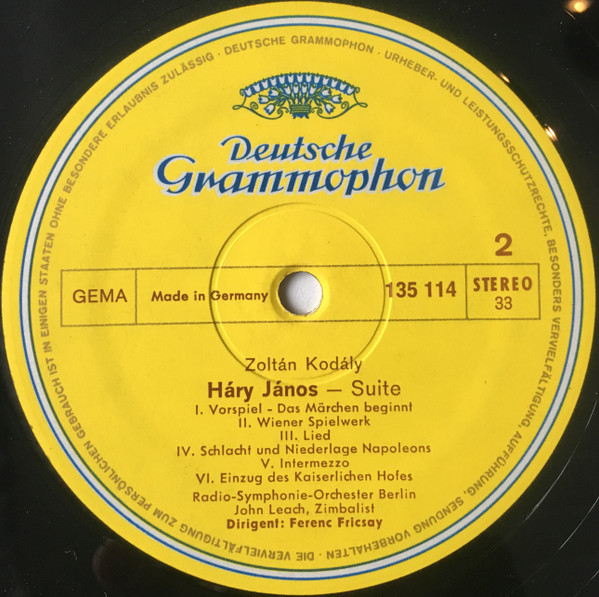 DEUTSCHE GRAMMOPHON · URHEBER- UND LEISTUNGSSCHUTZRECHTE, BESONDERS VERVIELFÄLTIGUNG, AUFFÜHRUNG, SENDUNG VORBEHALTEN · DIE VERVIELFÄLTIGUNG ZUM PERSÖNLICHEN GEBRAUCH IST IN EINIGEN STAATEN OHNE BESONDERE ERLAUBNIS ZULÄSSIG ·
Deutsche
Grammophon
2
GEMA Made in Germany 135 114 STEREO
33
Zoltán Kodály
Háry János – Suite
I. Vorspiel - Das Märchen beginnt
II. Wiener Spielwerk
III. Lied
IV. Schlacht und Niederlage Napoleons
V. Intermezzo
VI. Einzug des Kaiserlichen Hofes
Radio-Symphonie-Orchester Berlin
John Leach, Zimbalist
Dirigent: Ferenc Fricsay